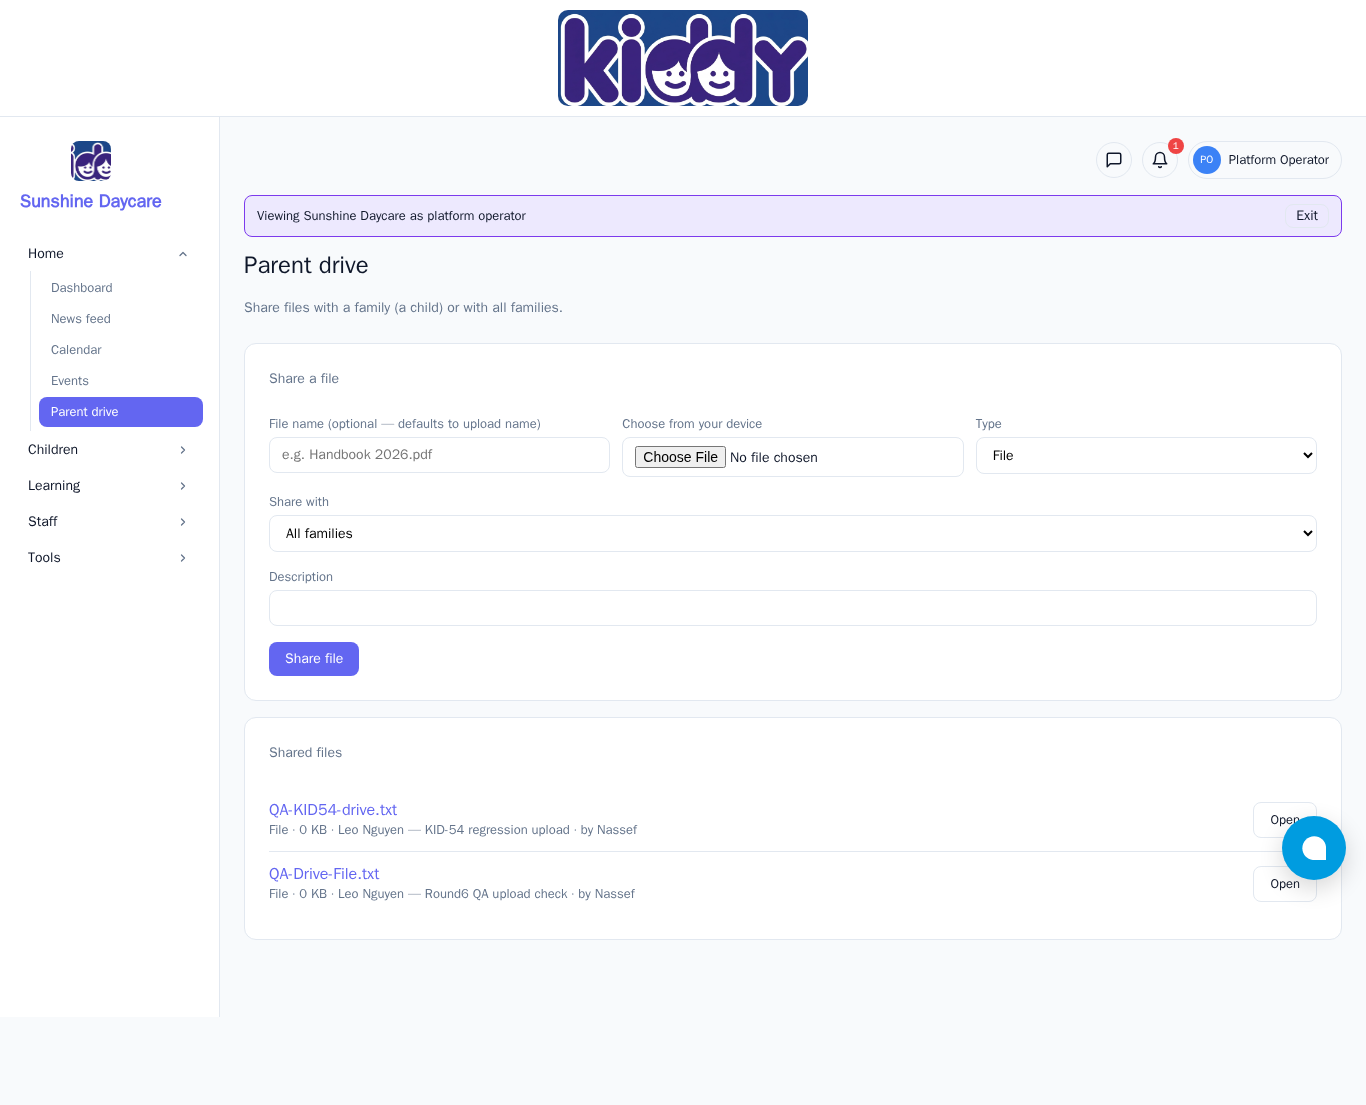 kiddy
Sunshine Daycare
Home
Dashboard
News feed
Calendar
Events
Parent drive
Children
Learning
Staff
Tools
1
PO
Platform Operator
Viewing Sunshine Daycare as platform operator
Exit
Parent drive
Share files with a family (a child) or with all families.
Share a file
File name (optional — defaults to upload name)
e.g. Handbook 2026.pdf
Choose from your device
Choose File No file chosen
Type
File
Share with
All families
Description
Share file
Shared files
QA-KID54-drive.txt
File · 0 KB · Leo Nguyen — KID-54 regression upload · by Nassef
Open
QA-Drive-File.txt
File · 0 KB · Leo Nguyen — Round6 QA upload check · by Nassef
Open